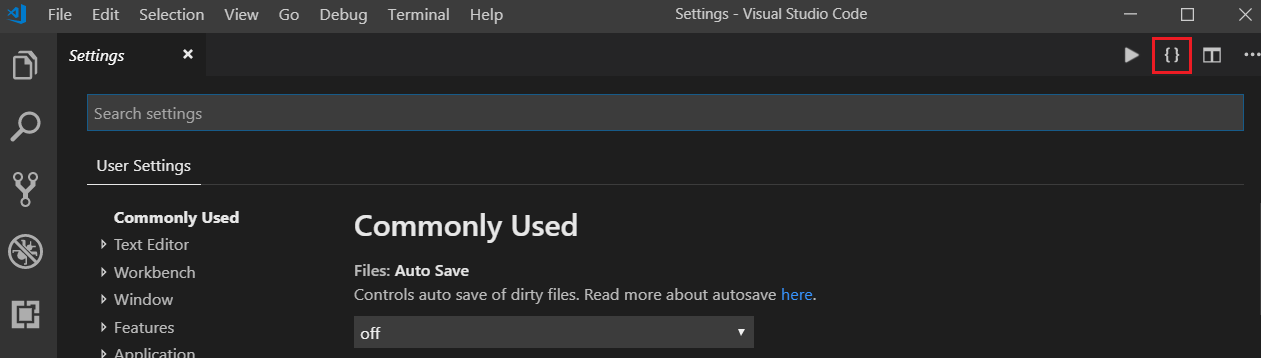 File Edit Selection View Go Debug Terminal Help Settings - Visual Studio Code
Settings
{}
Search settings
User Settings
Commonly Used
Text Editor
Workbench
Window
Features
Application
Commonly Used
Files: Auto Save
Controls auto save of dirty files. Read more about autosave here.
off